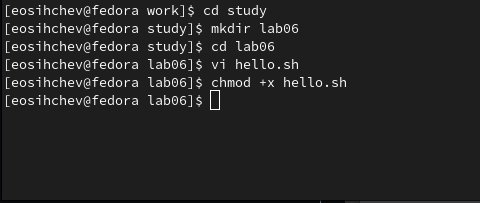 [eosihchev@fedora work]$ cd study
[eosihchev@fedora study]$ mkdir lab06
[eosihchev@fedora study]$ cd lab06
[eosihchev@fedora lab06]$ vi hello.sh
[eosihchev@fedora lab06]$ chmod +x hello.sh
[eosihchev@fedora lab06]$